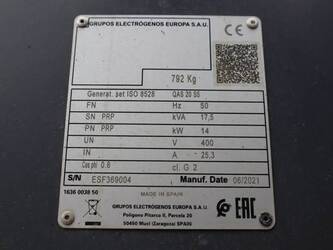 GRUPOS ELECTRÓGENOS EUROPA S.A.U.
CE
792 Kg
Generat. set ISO 8528 QAS 20 S5
FN Hz 50
SN PRP kVA 17,5
PN PRP kW 14
UN V 400
IN A 25,3
Cos phi 0.8 cl. G 2
S/N ESF369004 Manuf. Date 06/2021
1636 0038 50
MADE IN SPAIN
GRUPOS ELECTRÓGENOS EUROPA S.A.U.
Polígono Pitarco II, Parcela 20
50450 Muel (Zaragoza) SPAIN
EAC